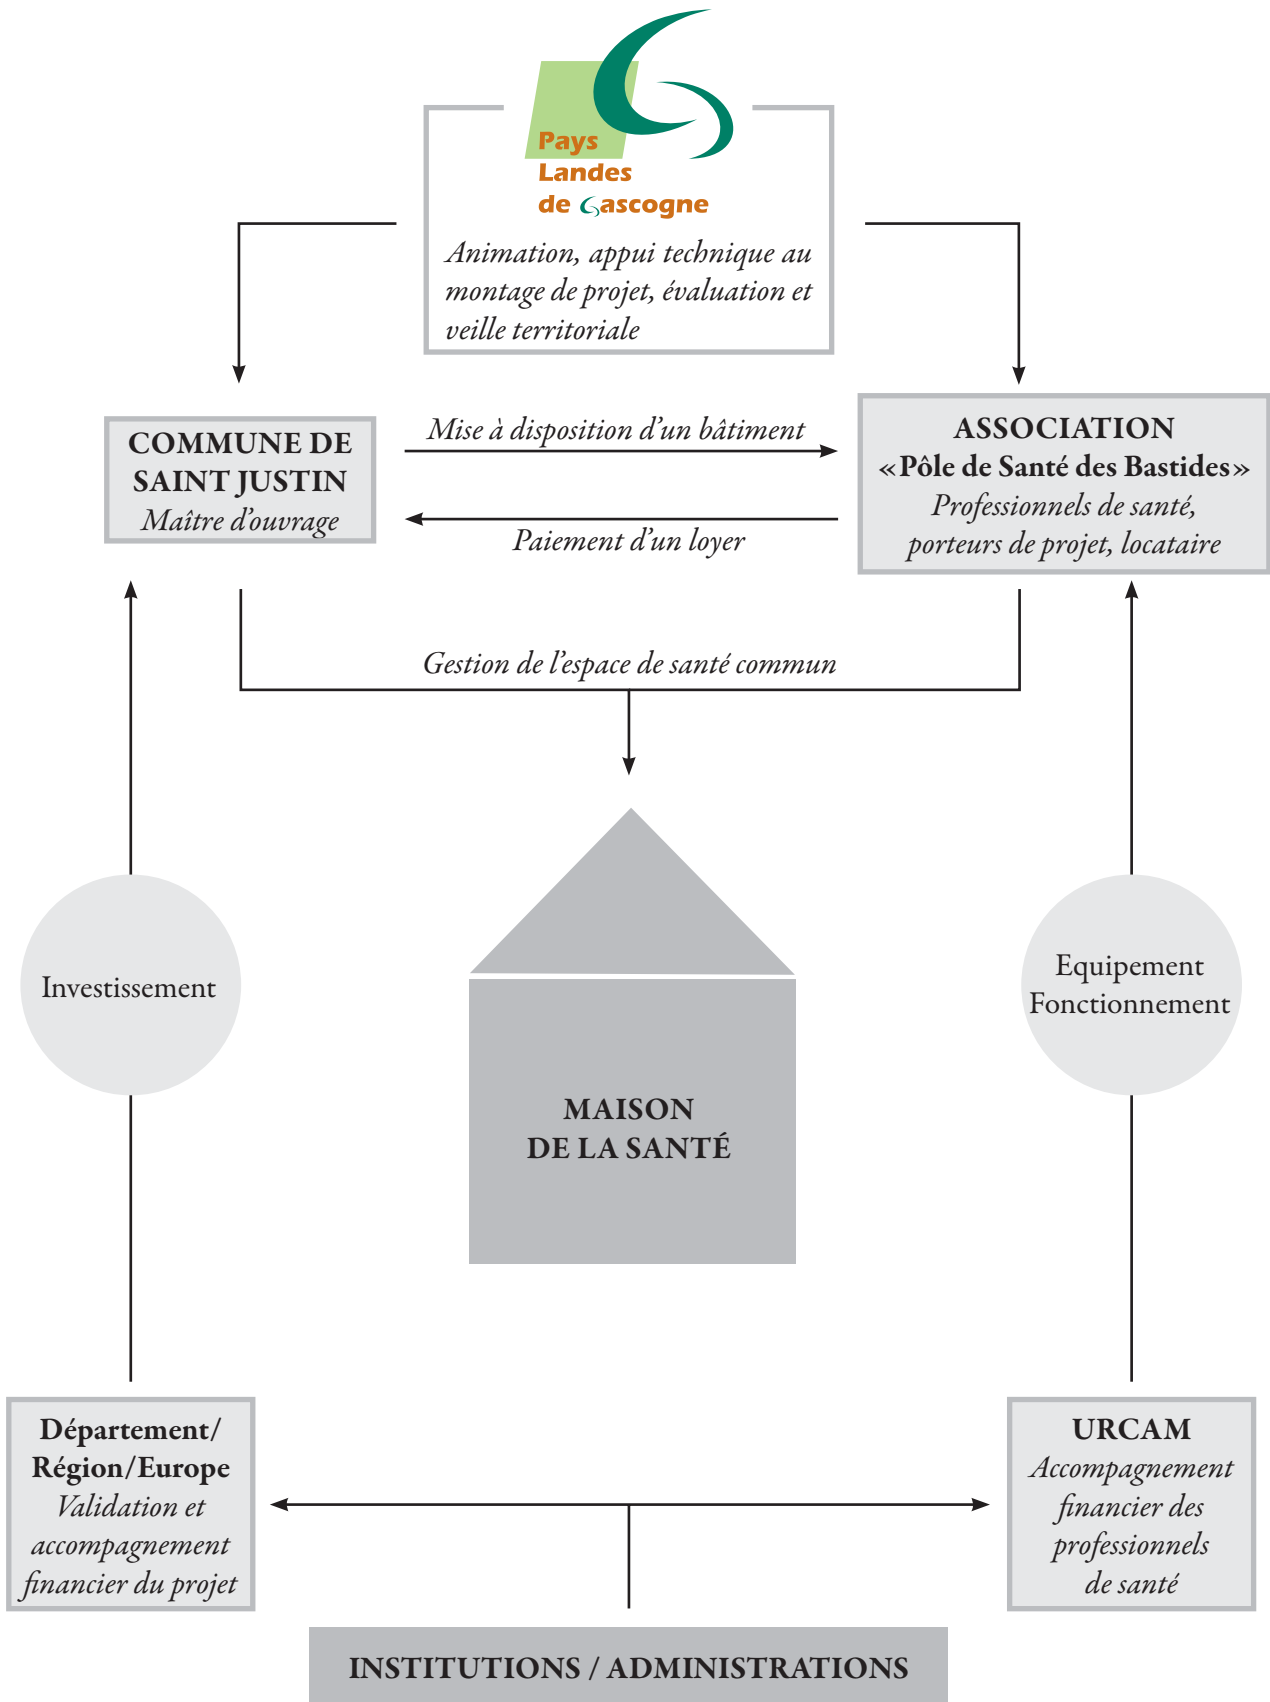 Pays
Landes
de Gascogne
Animation, appui technique au
montage de projet, évaluation et
veille territoriale
COMMUNE DE
SAINT JUSTIN
Maître d’ouvrage
Mise à disposition d’un bâtiment
Paiement d’un loyer
ASSOCIATION
«Pôle de Santé des Bastides»
Professionnels de santé,
porteurs de projet, locataire
Gestion de l’espace de santé commun
Investissement
Equipement
Fonctionnement
MAISON
DE LA SANTÉ
Département/
Région/Europe
Validation et
accompagnement
financier du projet
URCAM
Accompagnement
financier des
professionnels
de santé
INSTITUTIONS / ADMINISTRATIONS